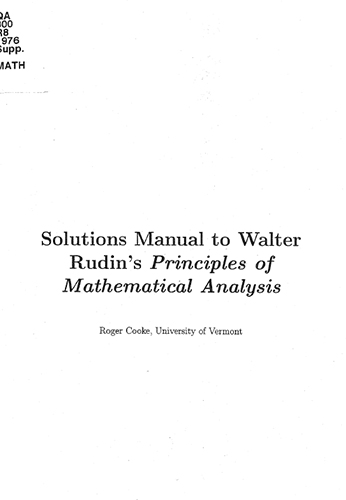 QA
300
R8
1976
Supp.
MATH
Solutions Manual to Walter
Rudin's Principles of
Mathematical Analysis
Roger Cooke, University of Vermont